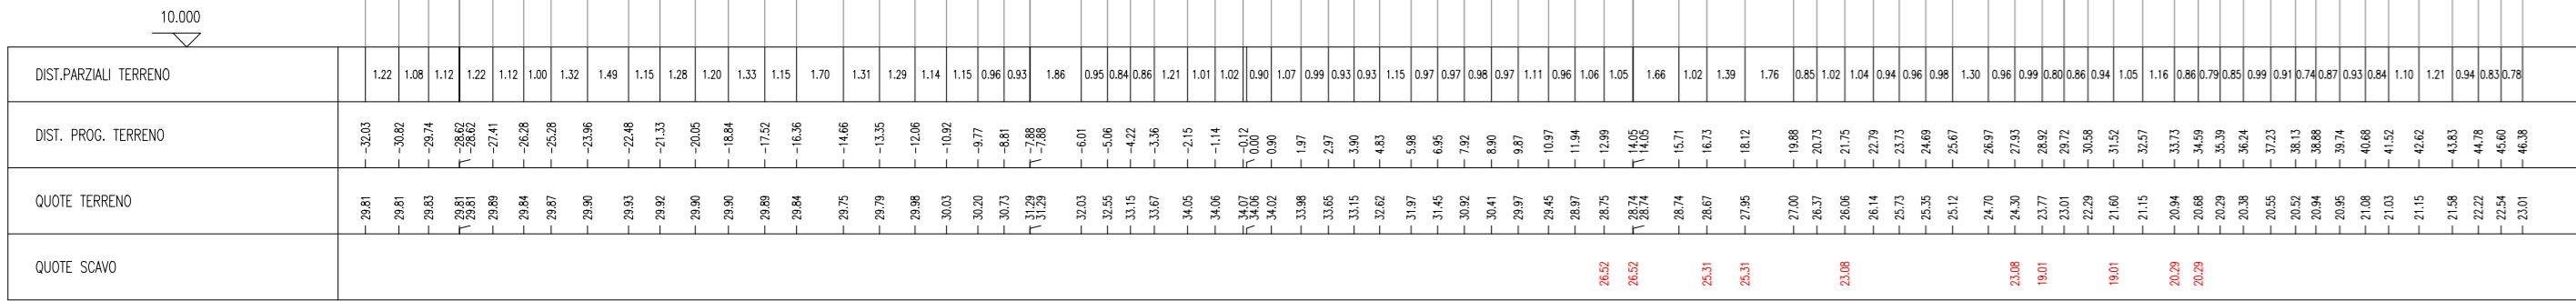 10.000
DIST.PARZIALI TERRENO 1.22 1.08 1.12 1.22 1.12 1.00 1.32 1.49 1.15 1.28 1.20 1.33 1.15 1.70 1.31 1.29 1.14 1.15 0.96 0.93 1.86 0.95 0.84 0.86 1.21 1.01 1.02 0.90 1.07 0.99 0.93 0.93 1.15 0.97 0.97 0.98 0.97 1.11 0.96 1.06 1.05 1.66 1.02 1.39 1.76 0.85 1.02 1.04 0.94 0.96 0.98 1.30 0.96 0.99 0.80 0.86 0.94 1.05 1.16 0.86 0.79 0.85 0.99 0.91 0.74 0.87 0.93 0.84 1.10 1.21 0.94 0.83 0.78
DIST. PROG. TERRENO -32.03 -30.82 -29.74 -28.62 -28.62 -27.41 -26.28 -25.28 -23.96 -22.48 -21.33 -20.05 -18.84 -17.52 -16.36 -14.66 -13.35 -12.06 -10.92 -9.77 -8.81 -7.88 -7.88 -6.01 -5.06 -4.22 -3.36 -2.15 -1.14 -0.12 0.00 0.90 1.97 2.97 3.90 4.83 5.98 6.95 7.92 8.90 9.87 10.97 11.94 12.99 14.05 14.05 15.71 16.73 18.12 19.88 20.73 21.75 22.79 23.73 24.69 25.67 26.97 27.93 28.92 29.72 30.58 31.52 32.57 33.73 34.59 35.39 36.24 37.23 38.13 38.88 39.74 40.68 41.52 42.62 43.83 44.78 45.60 46.38
QUOTE TERRENO 29.81 29.81 29.83 29.81 29.81 29.89 29.84 29.87 29.90 29.93 29.92 29.90 29.90 29.89 29.84 29.75 29.79 29.98 30.03 30.20 30.73 31.29 31.29 32.03 32.55 33.15 33.67 34.05 34.06 34.07 34.06 34.02 33.98 33.65 33.15 32.62 31.97 31.45 30.92 30.41 29.97 29.45 28.97 28.75 28.74 28.74 28.74 28.67 27.95 27.00 26.37 26.06 26.14 25.73 25.35 25.12 24.70 24.30 23.77 23.01 22.29 21.60 21.15 20.94 20.68 20.29 20.38 20.55 20.52 20.94 20.95 21.08 21.03 21.15 21.58 22.22 22.54 23.01
QUOTE SCAVO 26.52 26.52 25.31 25.31 23.08 23.08 19.01 19.01 20.29 20.29